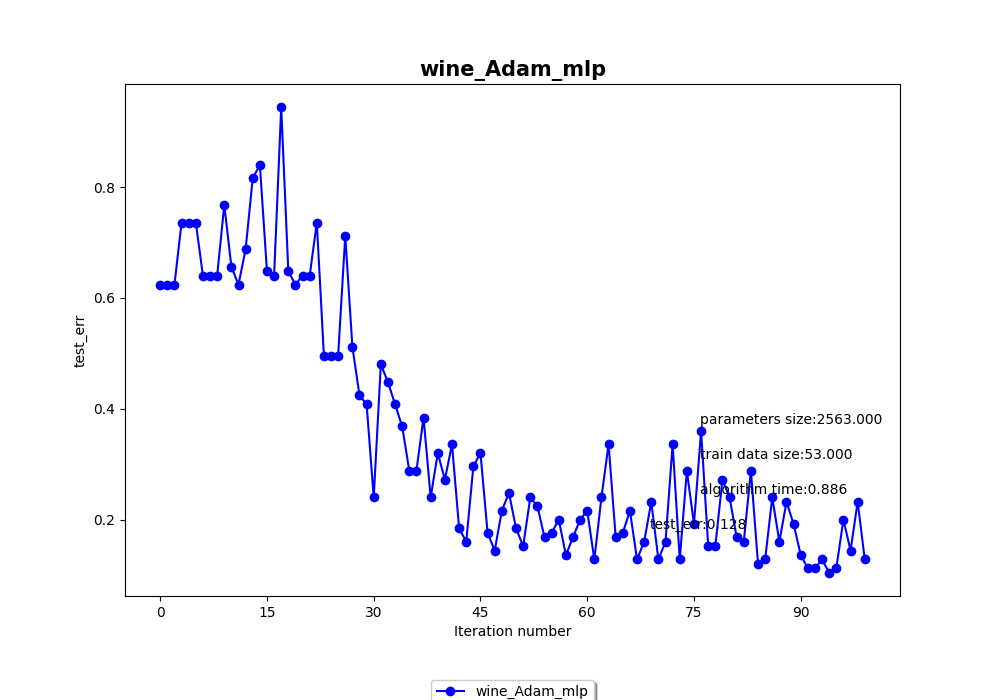 wine_Adam_mlp
0.8
0.6
0.4
0.2
test_err
parameters size:2563.000
train data size:53.000
algorithm time:0.886
test_err:0.128
0 15 30 45 60 75 90
Iteration number
wine_Adam_mlp